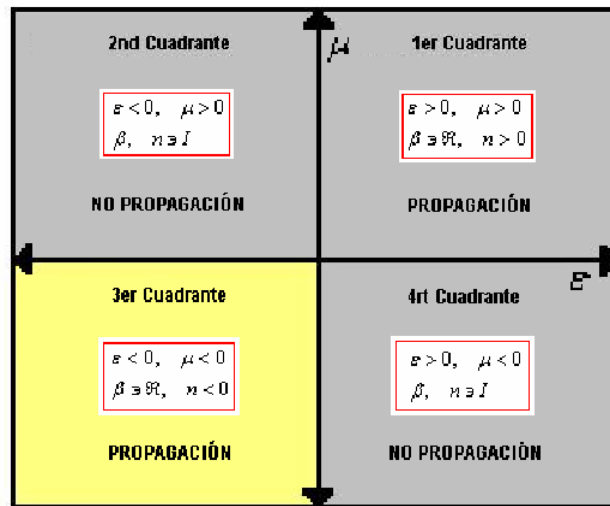 2nd Cuadrante
ε < 0, μ > 0
β, n ∍ I
NO PROPAGACIÓN
μ
1er Cuadrante
ε > 0, μ > 0
β ∍ ℜ, n > 0
PROPAGACIÓN
ε
3er Cuadrante
ε < 0, μ < 0
β ∍ ℜ, n < 0
PROPAGACIÓN
4rt Cuadrante
ε > 0, μ < 0
β, n ∍ I
NO PROPAGACIÓN